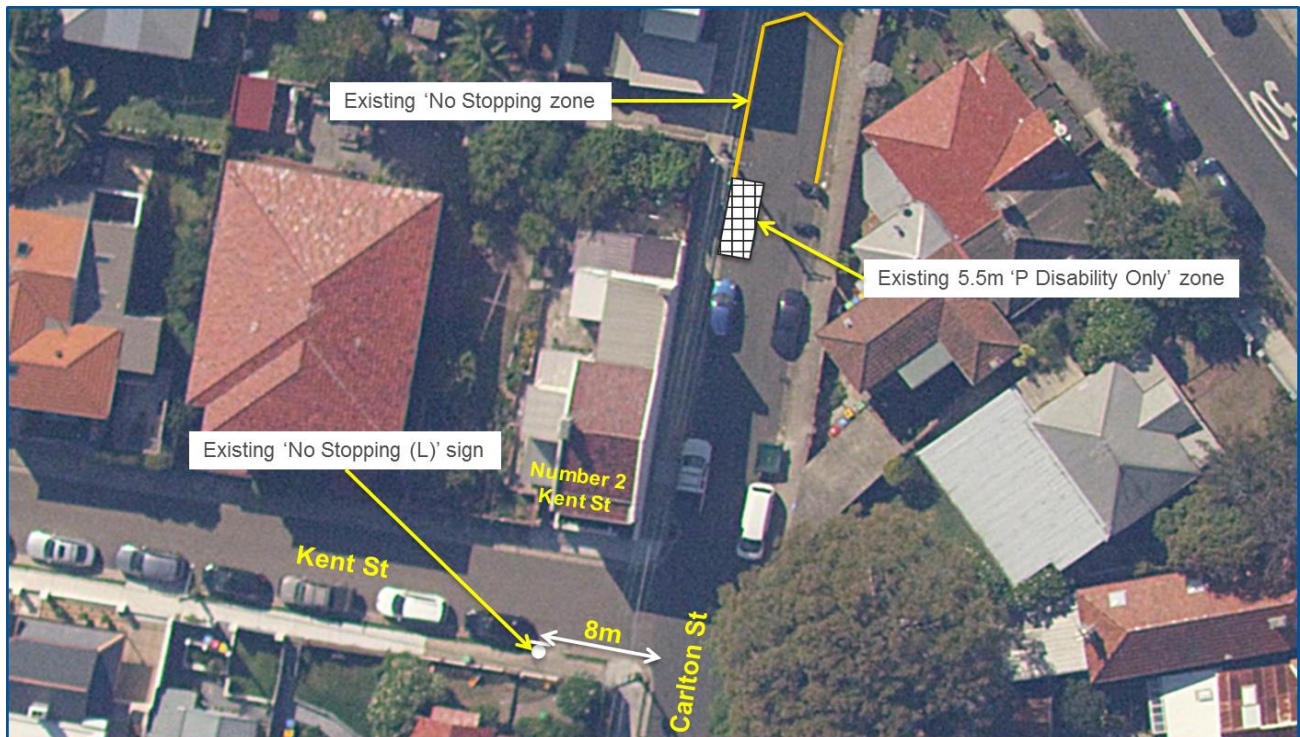 Existing ‘No Stopping zone
Existing 5.5m ‘P Disability Only’ zone
Existing ‘No Stopping (L)’ sign
Number 2
Kent St
Kent St
8m
Carlton St